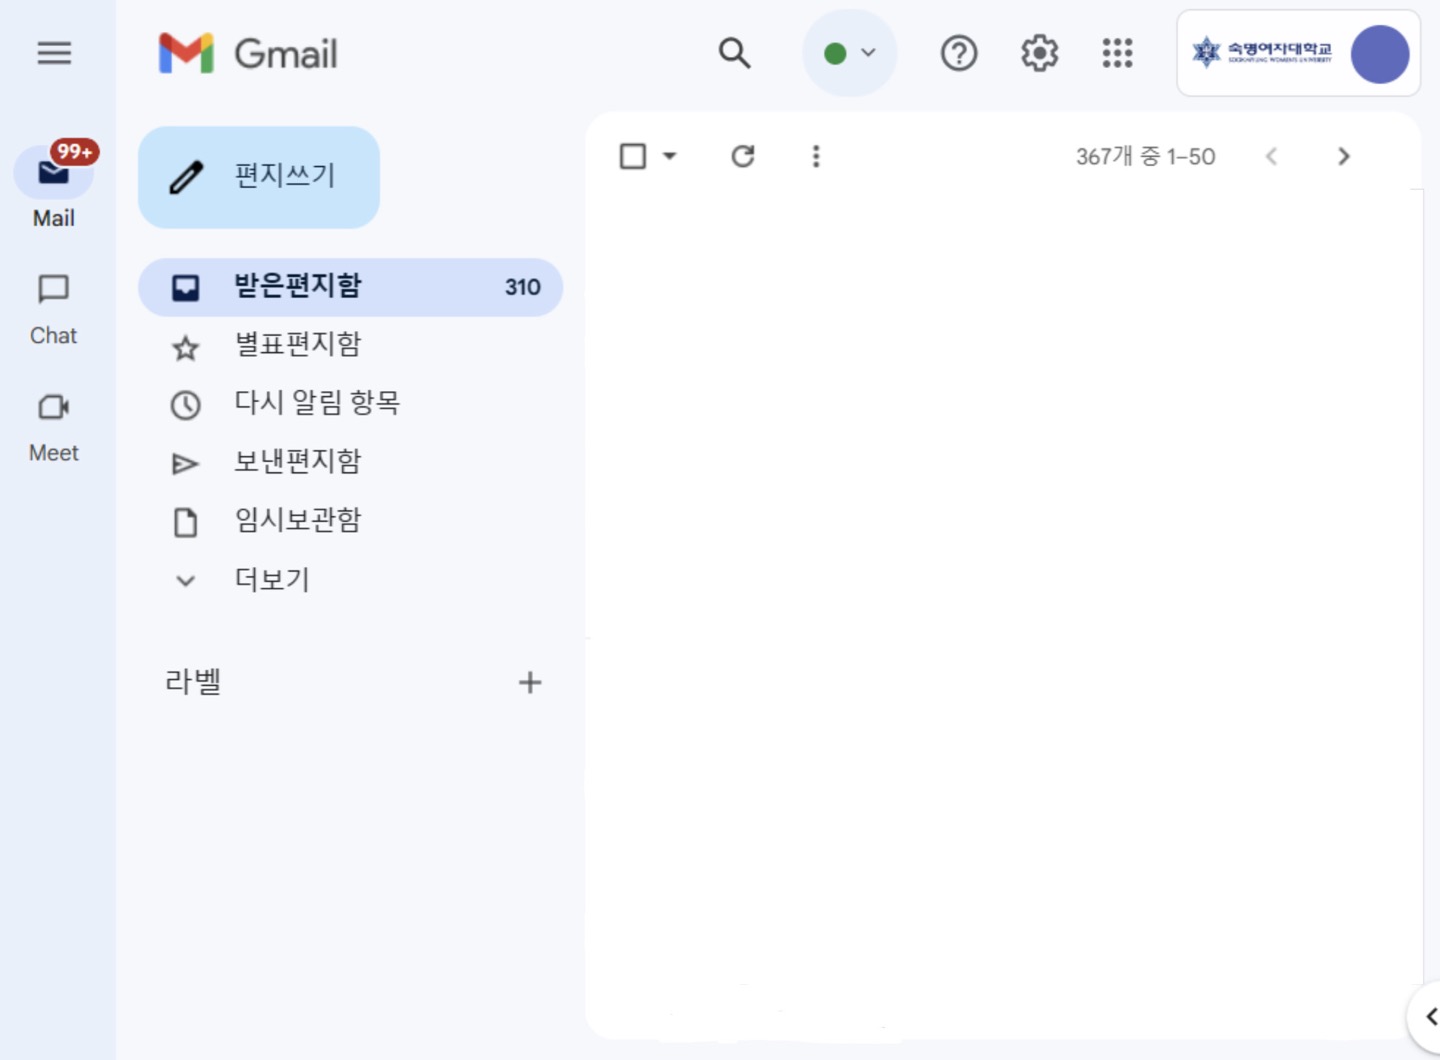 Gmail
숙명여자대학교
SOOKMYUNG WOMEN'S UNIVERSITY
99+
Mail
Chat
Meet
편지쓰기
받은편지함 310
별표편지함
다시 알림 항목
보낸편지함
임시보관함
더보기
라벨
367개 중 1–50